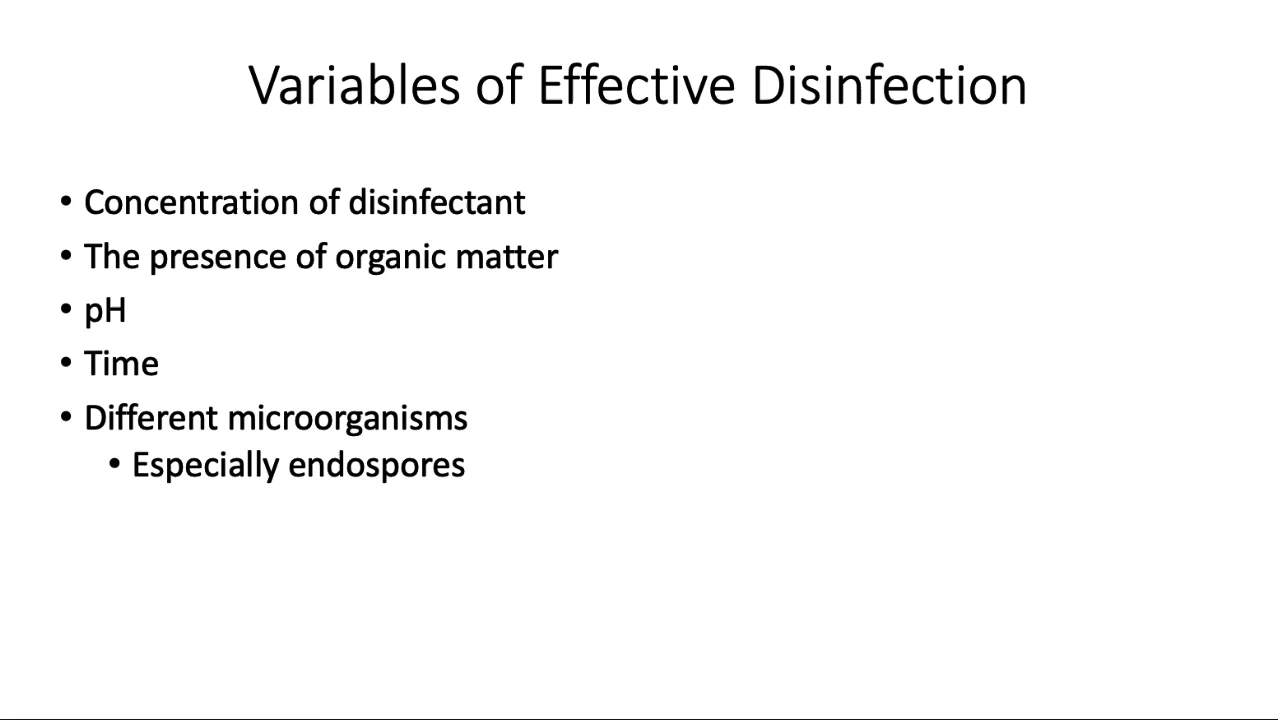 Variables of Effective Disinfection
• Concentration of disinfectant
• The presence of organic matter
• pH
• Time
• Different microorganisms
• Especially endospores